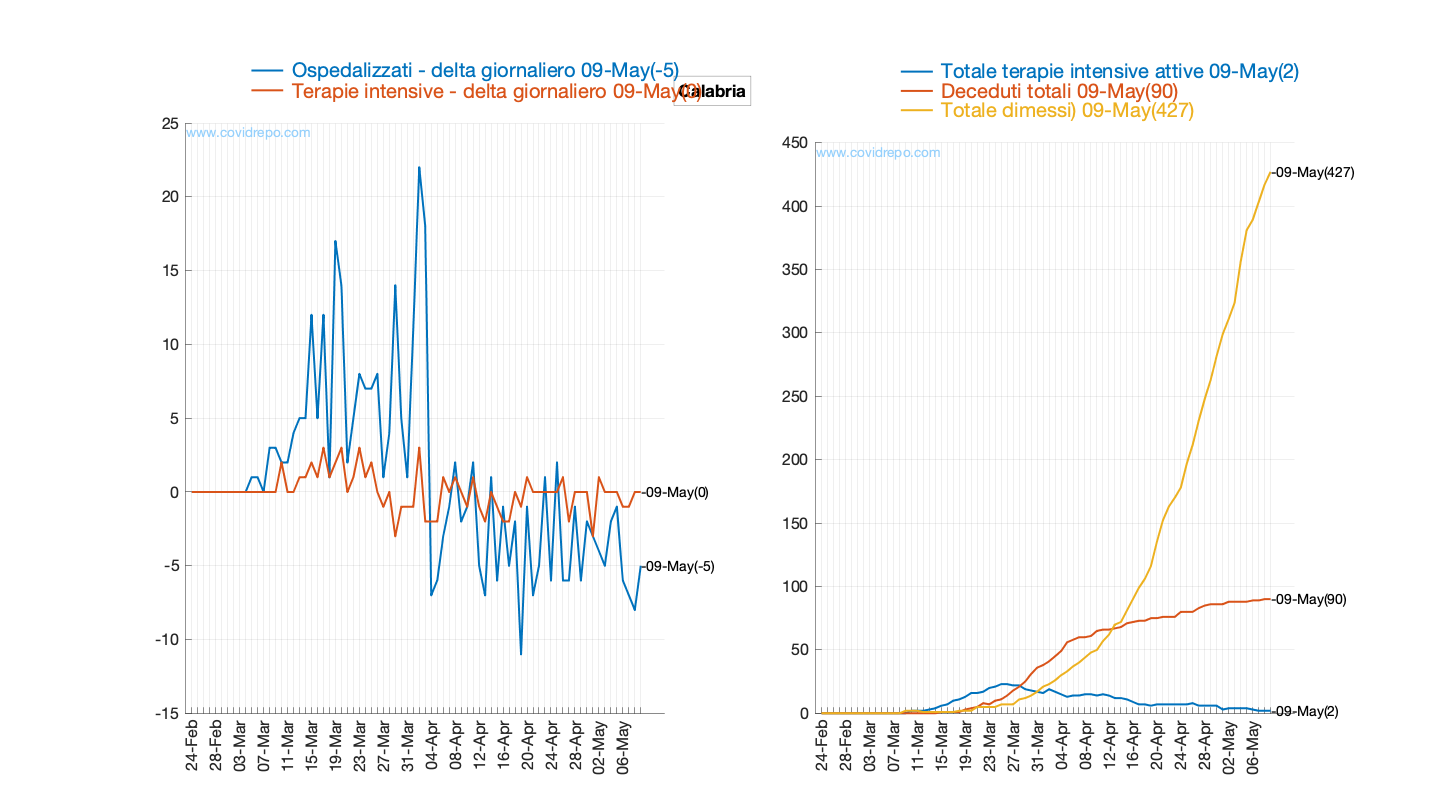 Ospedalizzati - delta giornaliero 09-May(-5)
Terapie intensive - delta giornaliero 09-May(0)
Calabria
www.covidrepo.com
25
20
15
10
5
0
-5
-10
-15
-09-May(0)
-09-May(-5)
24-Feb
28-Feb
03-Mar
07-Mar
11-Mar
15-Mar
19-Mar
23-Mar
27-Mar
31-Mar
04-Apr
08-Apr
12-Apr
16-Apr
20-Apr
24-Apr
28-Apr
02-May
06-May
Totale terapie intensive attive 09-May(2)
Deceduti totali 09-May(90)
Totale dimessi) 09-May(427)
www.covidrepo.com
450
400
350
300
250
200
150
100
50
0
-09-May(427)
-09-May(90)
-09-May(2)
24-Feb
28-Feb
03-Mar
07-Mar
11-Mar
15-Mar
19-Mar
23-Mar
27-Mar
31-Mar
04-Apr
08-Apr
12-Apr
16-Apr
20-Apr
24-Apr
28-Apr
02-May
06-May